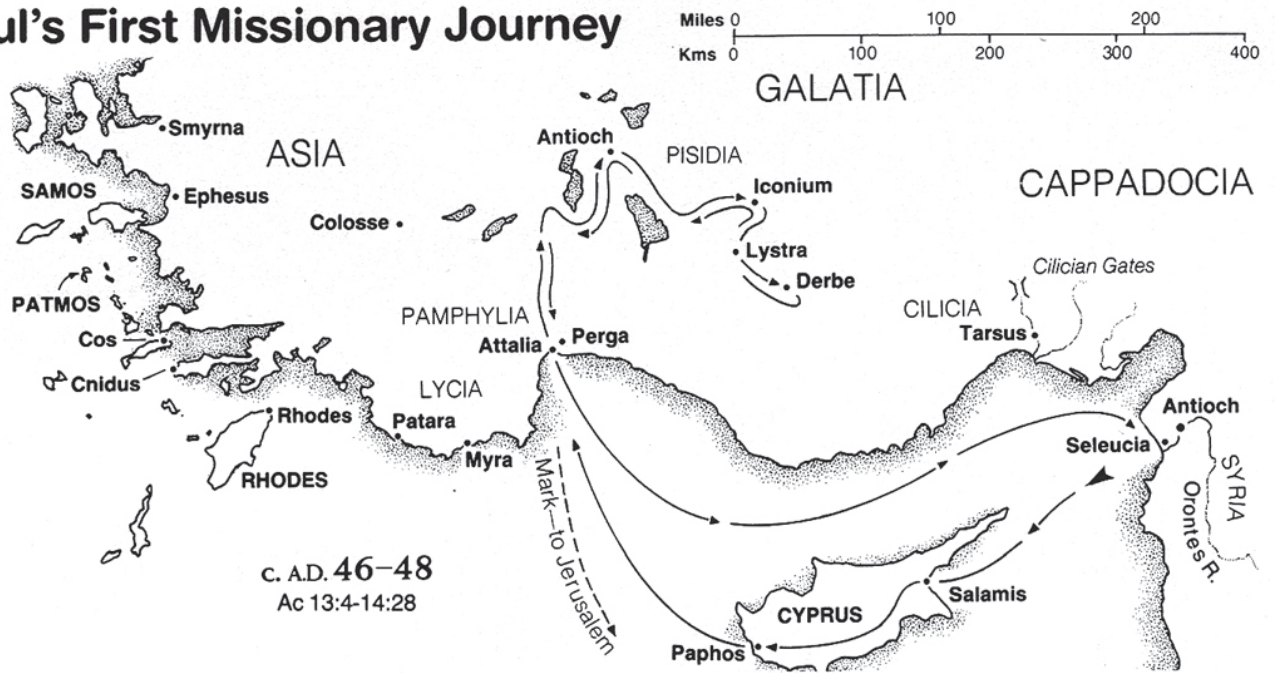 ul's First Missionary Journey
Miles 0 100 200
Kms 0 100 200 300 400
GALATIA
Smyrna
ASIA
Antioch
PISIDIA
SAMOS
Ephesus
Iconium
CAPPADOCIA
Colosse
Lystra
Derbe
Cilician Gates
PATMOS
PAMPHYLIA
CILICIA
Cos
Attalia
Perga
Tarsus
Cnidus
LYCIA
Rhodes
Patara
Antioch
Myra
Seleucia
RHODES
Mark—to Jerusalem
SYRIA
Orontes R.
c. A.D. 46–48
Ac 13:4-14:28
Salamis
CYPRUS
Paphos